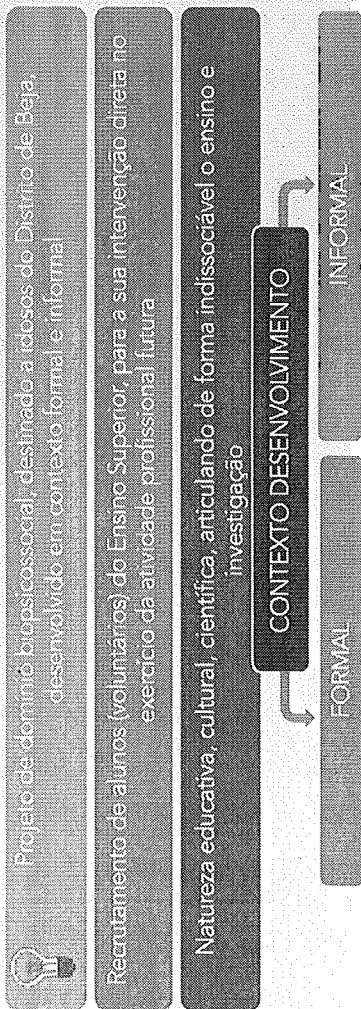 Projeto de domínio biopsicossocial, destinado a idosos do Distrito de Beja,
desenvolvido em contexto formal e informal
Recrutamento de alunos (voluntários) do Ensino Superior, para a sua intervenção direta no
exercício da atividade profissional futura
Natureza educativa, cultural, científica, articulando de forma indissociável o ensino e
investigação
CONTEXTO DESENVOLVIMENTO
FORMAL
INFORMAL